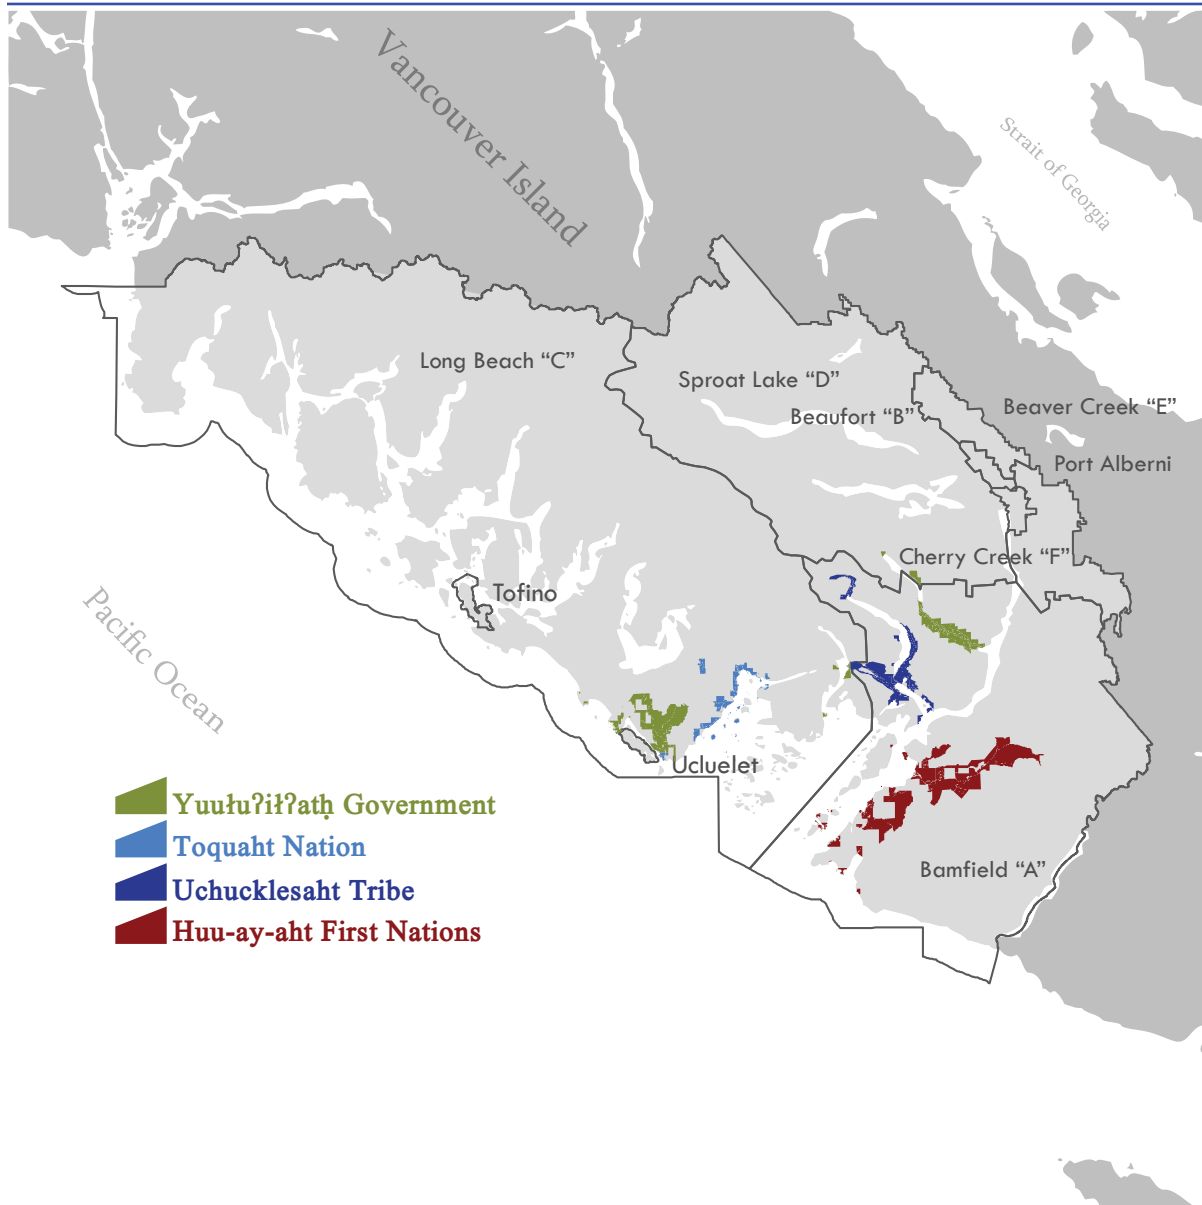 Vancouver Island
Strait of Georgia
Long Beach “C”
Sproat Lake “D”
Beaufort “B”
Beaver Creek “E”
Port Alberni
Cherry Creek “F”
Tofino
Pacific Ocean
Ucluelet
Bamfield “A”
Yuułuʔiłʔatḥ Government
Toquaht Nation
Uchucklesaht Tribe
Huu-ay-aht First Nations